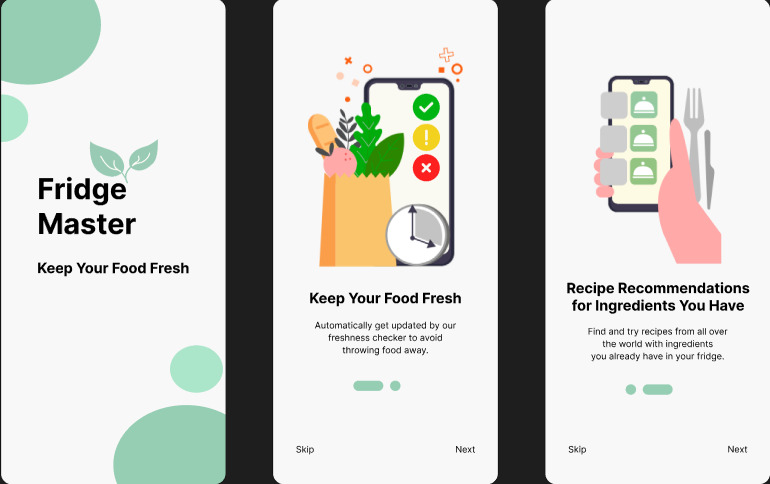 Fridge
Master
Keep Your Food Fresh
Keep Your Food Fresh
Automatically get updated by our
freshness checker to avoid
throwing food away.
Skip
Next
Recipe Recommendations
for Ingredients You Have
Find and try recipes from all over
the world with ingredients
you already have in your fridge.
Skip
Next